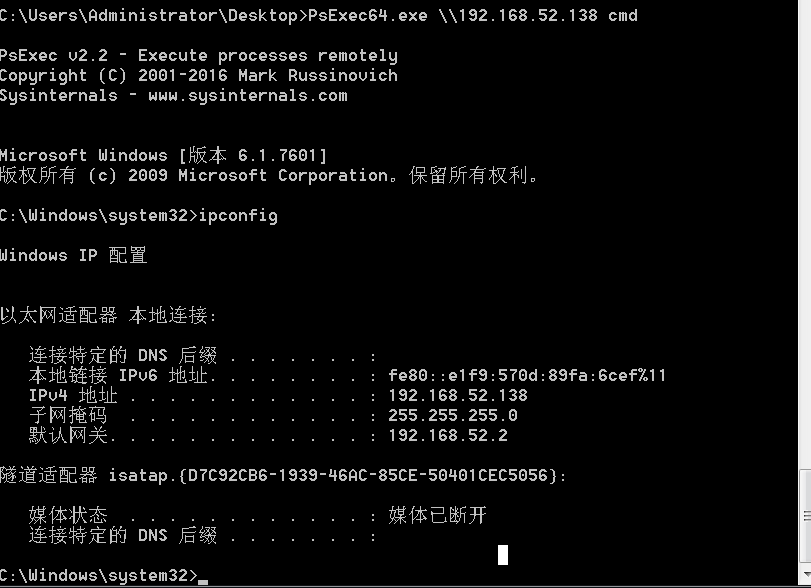 C:\Users\Administrator\Desktop>PsExec64.exe \\192.168.52.138 cmd
PsExec v2.2 - Execute processes remotely
Copyright (C) 2001-2016 Mark Russinovich
Sysinternals - www.sysinternals.com
Microsoft Windows [版本 6.1.7601]
版权所有 (c) 2009 Microsoft Corporation。保留所有权利。
C:\Windows\system32>ipconfig
Windows IP 配置
以太网适配器 本地连接:
连接特定的 DNS 后缀 . . . . . . . :
本地链接 IPv6 地址. . . . . . . . : fe80::e1f9:570d:89fa:6cef%11
IPv4 地址 . . . . . . . . . . . . : 192.168.52.138
子网掩码 . . . . . . . . . . . . : 255.255.255.0
默认网关. . . . . . . . . . . . . : 192.168.52.2
隧道适配器 isatap.{D7C92CB6-1939-46AC-85CE-50401CEC5056}:
媒体状态 . . . . . . . . . . . . : 媒体已断开
连接特定的 DNS 后缀 . . . . . . . :
C:\Windows\system32>_